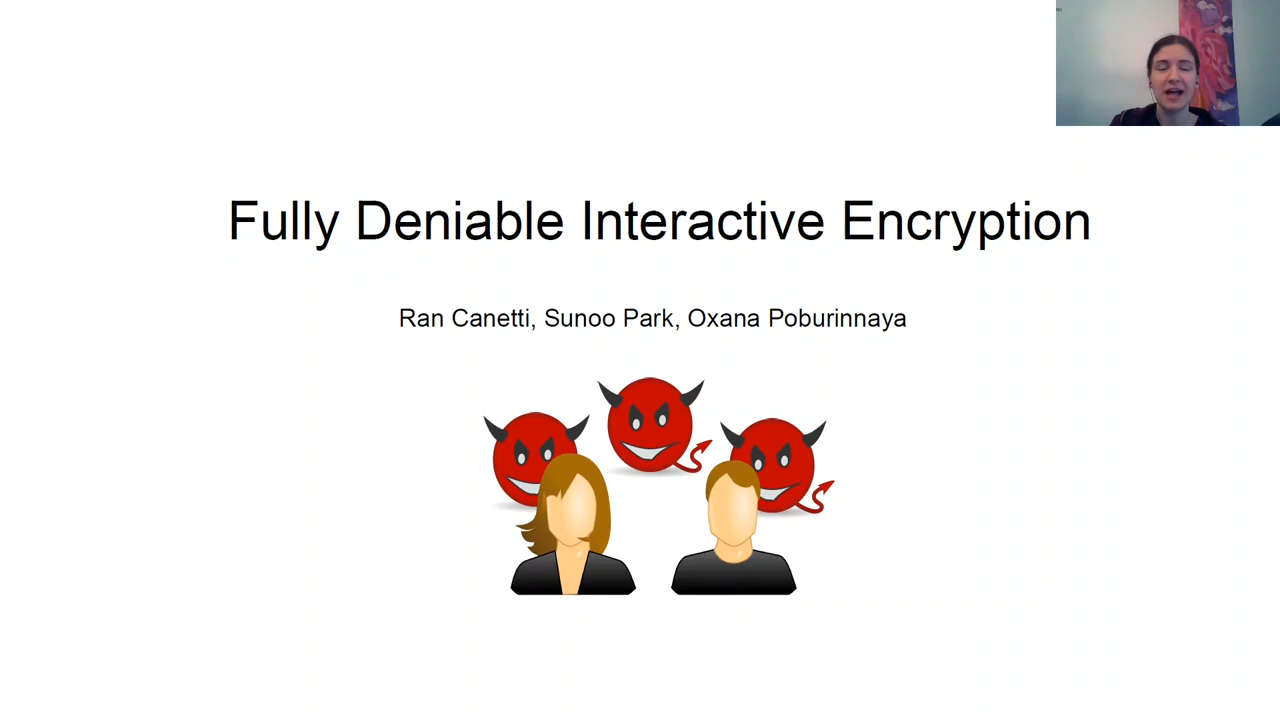 Fully Deniable Interactive Encryption
Ran Canetti, Sunoo Park, Oxana Poburinnaya